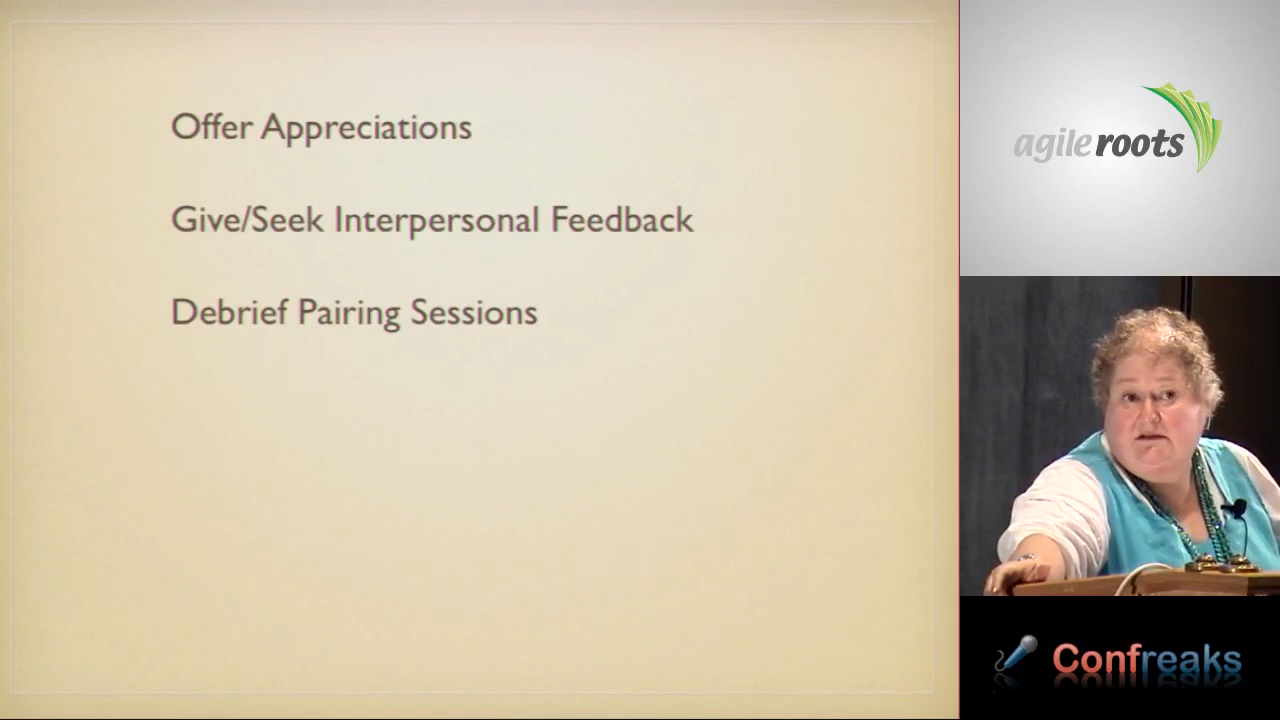 Offer Appreciations
Give/Seek Interpersonal Feedback
Debrief Pairing Sessions
agile roots
Confreaks